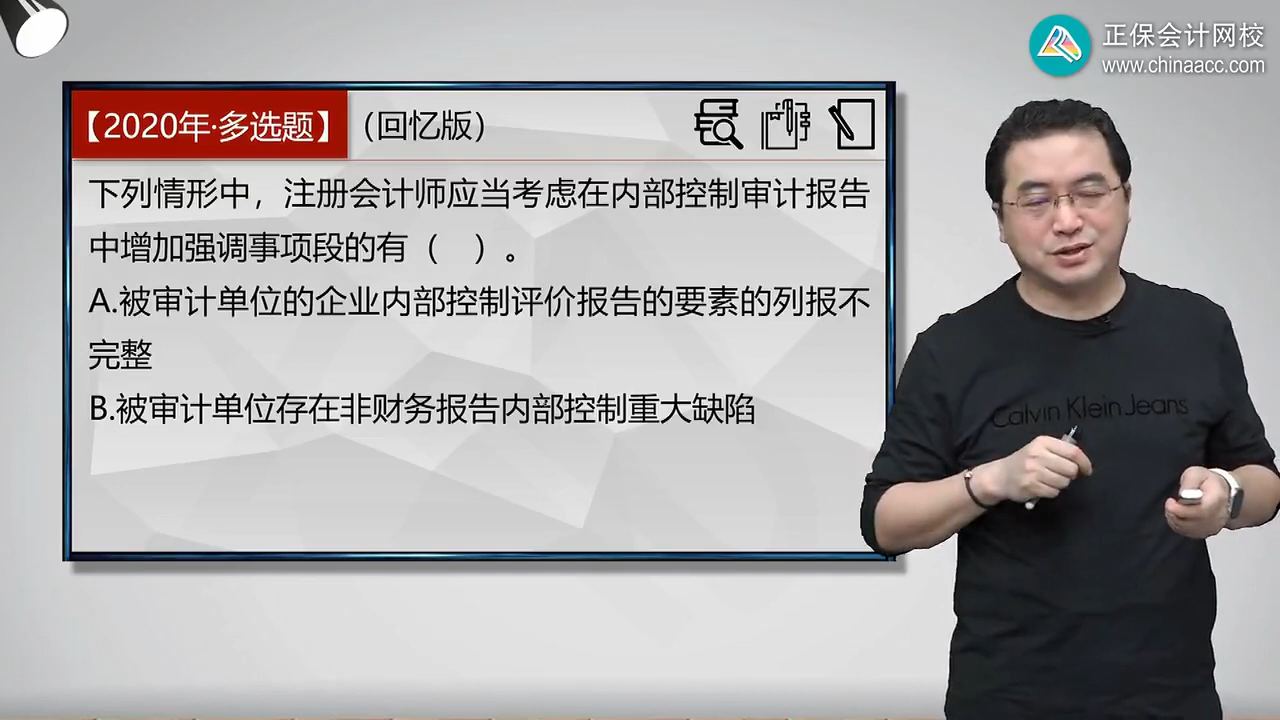 正保会计网校
www.chinaacc.com
【2020年·多选题】（回忆版）
下列情形中，注册会计师应当考虑在内部控制审计报告
中增加强调事项段的有（　）。
A.被审计单位的企业内部控制评价报告的要素的列报不
完整
B.被审计单位存在非财务报告内部控制重大缺陷
Calvin Klein Jeans